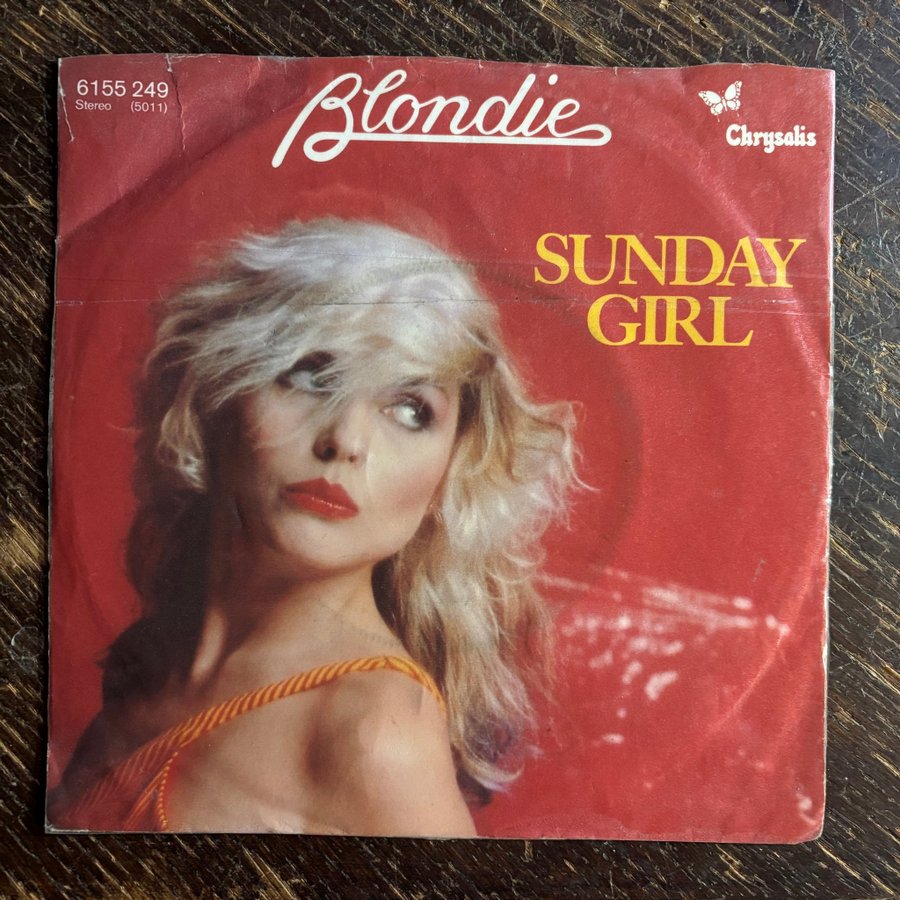 6155 249
Stereo (5011)
Blondie
Chrysalis
SUNDAY
GIRL